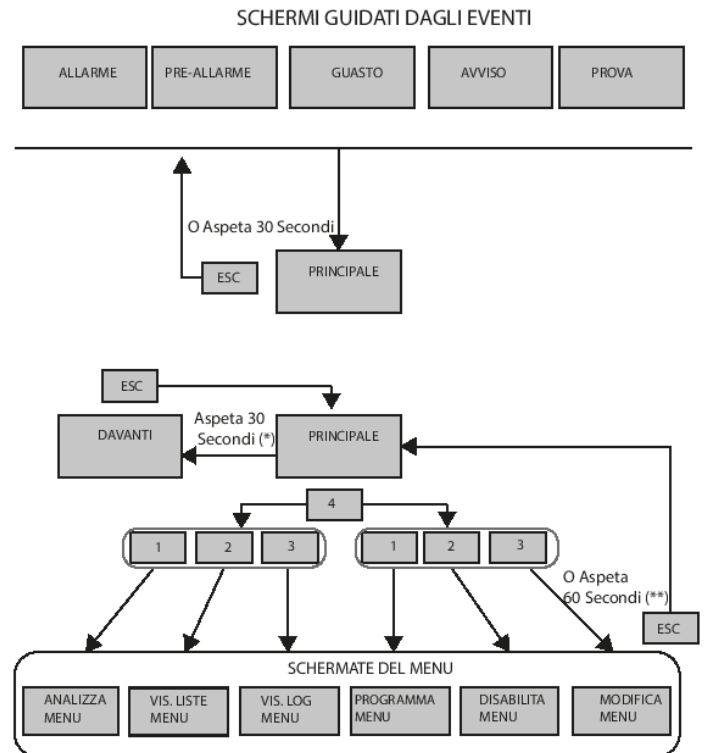 SCHERMI GUIDATI DAGLI EVENTI
ALLARME
PRE-ALLARME
GUASTO
AVVISO
PROVA
O Aspeta 30 Secondi
ESC
PRINCIPALE
ESC
DAVANTI
Aspeta 30
Secondi (*)
PRINCIPALE
4
1
2
3
1
2
3
O Aspeta
60 Secondi (**)
ESC
SCHERMATE DEL MENU
ANALIZZA
MENU
VIS. LISTE
MENU
VIS. LOG
MENU
PROGRAMMA
MENU
DISABILITA
MENU
MODIFICA
MENU